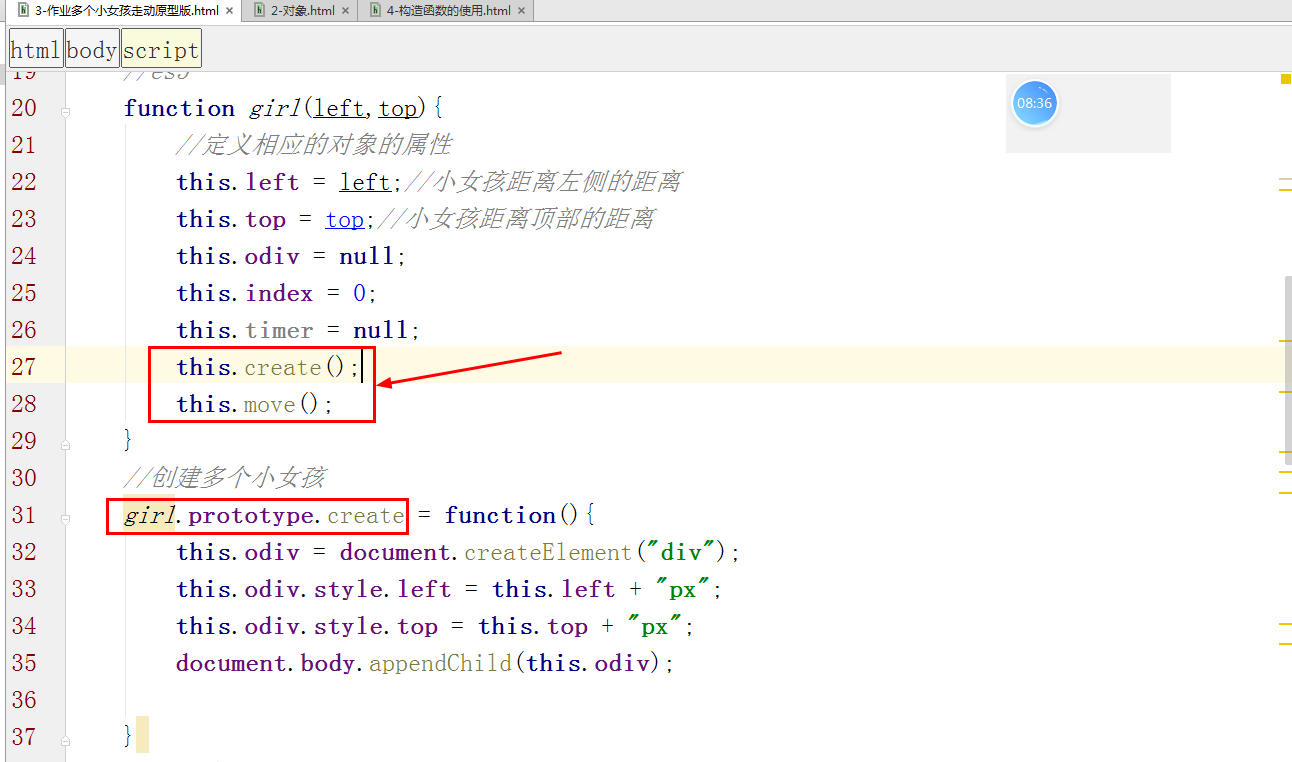 3-作业多个小女孩走动原型版.html × 2-对象.html × 4-构造函数的使用.html ×
html body script
19 //es5
08:36
20 function girl(left,top){
21 //定义相应的对象的属性
22 this.left = left;//小女孩距离左侧的距离
23 this.top = top;//小女孩距离顶部的距离
24 this.odiv = null;
25 this.index = 0;
26 this.timer = null;
27 this.create();
28 this.move();
29 }
30 //创建多个小女孩
31 girl.prototype.create = function(){
32 this.odiv = document.createElement("div");
33 this.odiv.style.left = this.left + "px";
34 this.odiv.style.top = this.top + "px";
35 document.body.appendChild(this.odiv);
36
37 }